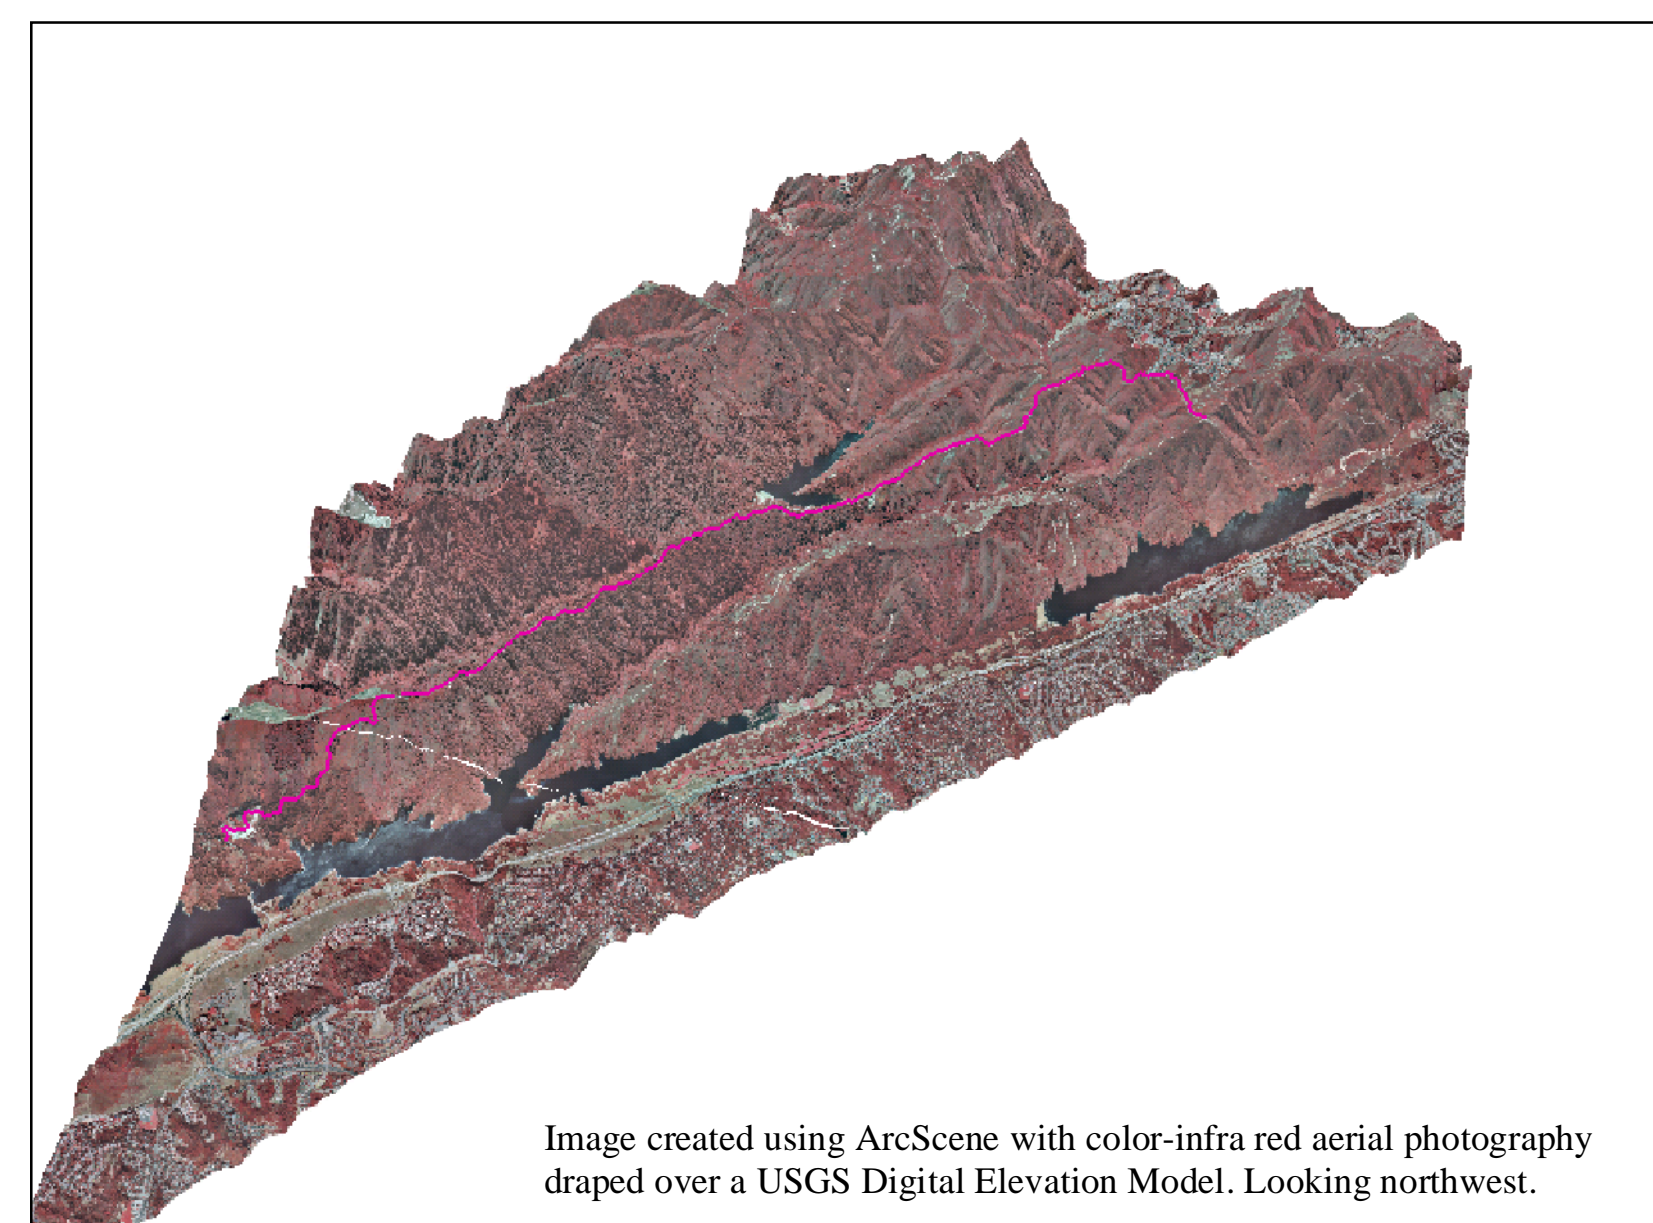 Image created using ArcScene with color-infra red aerial photography
draped over a USGS Digital Elevation Model. Looking northwest.